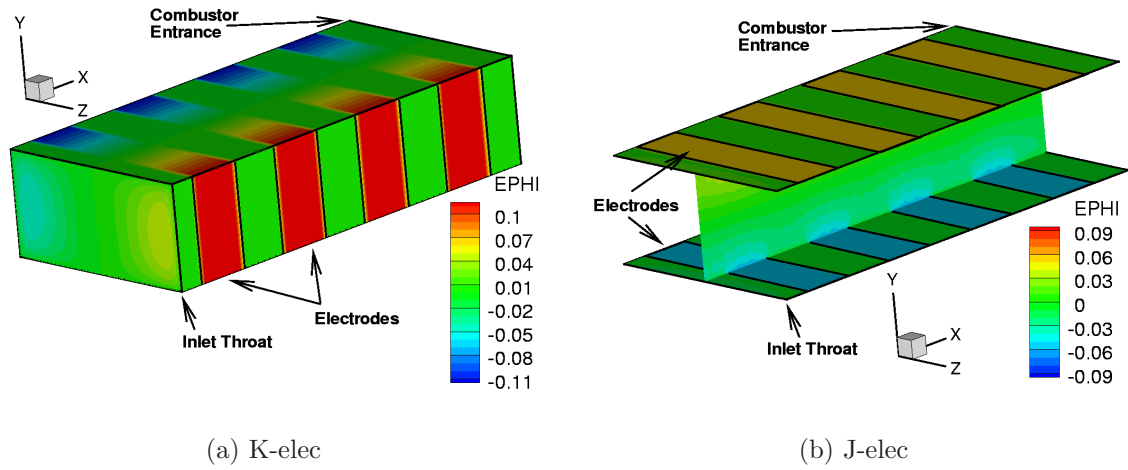 Combustor
Entrance
Y
X
Z
EPHI
0.1
0.07
0.04
0.01
-0.02
-0.05
-0.08
-0.11
Electrodes
Inlet Throat
(a) K-elec
Combustor
Entrance
Electrodes
EPHI
0.09
0.06
0.03
0
-0.03
-0.06
-0.09
Y
X
Z
Inlet Throat
(b) J-elec